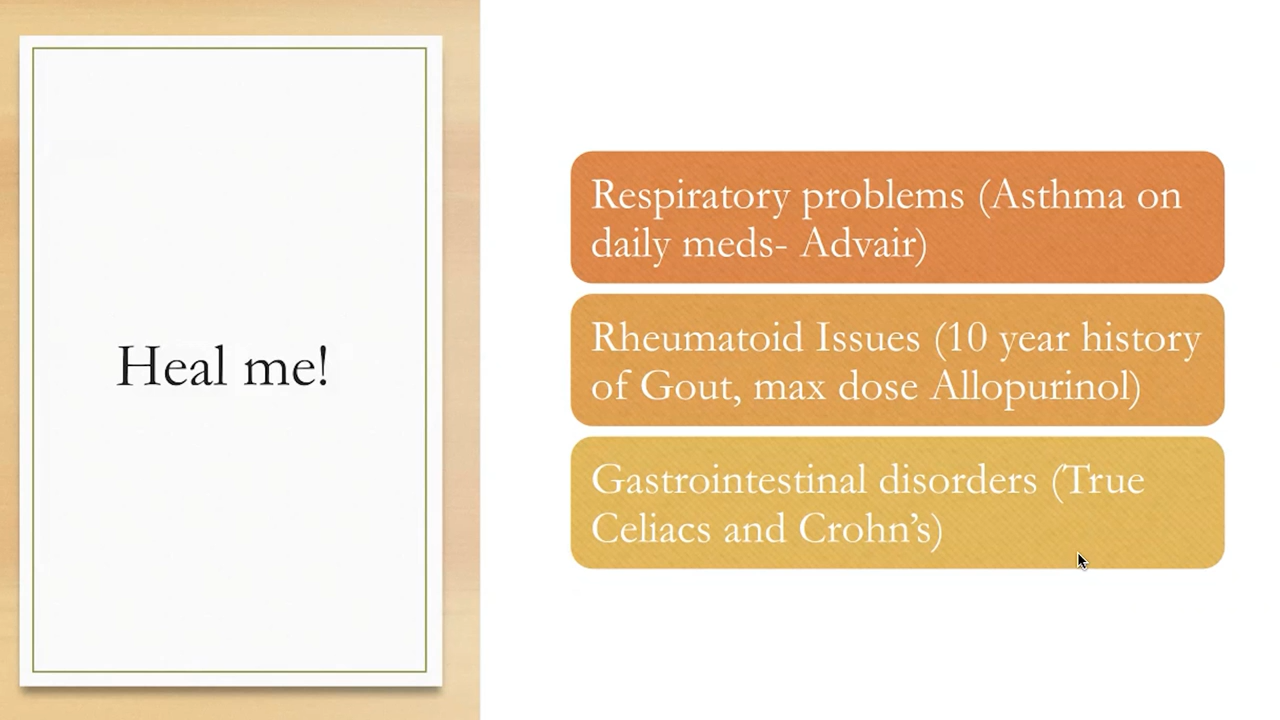 Heal me!
Respiratory problems (Asthma on
daily meds- Advair)
Rheumatoid Issues (10 year history
of Gout, max dose Allopurinol)
Gastrointestinal disorders (True
Celiacs and Crohn’s)